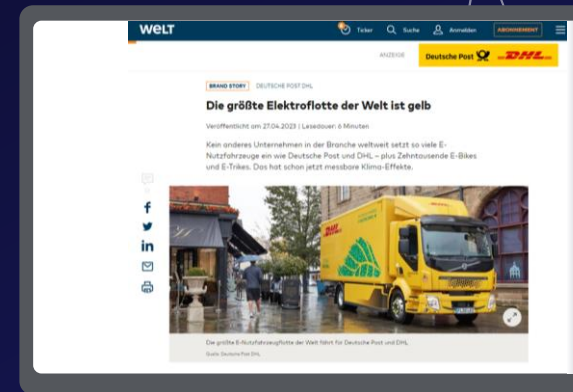 WELT
Ticker
Suche
Anmelden
ABONNEMENT
ANZEIGE
Deutsche Post DHL
BRAND STORY DEUTSCHE POST DHL
Die größte Elektroflotte der Welt ist gelb
Veröffentlicht am 27.04.2023 | Lesedauer: 6 Minuten
Kein anderes Unternehmen in der Branche weltweit setzt so viele E-
Nutzfahrzeuge ein wie Deutsche Post und DHL – plus Zehntausende E-Bikes
und E-Trikes. Das hat schon jetzt messbare Klima-Effekte.
DHL
Die größte E-Nutzfahrzeugflotte der Welt fährt für Deutsche Post und DHL
Quelle: Deutsche Post DHL